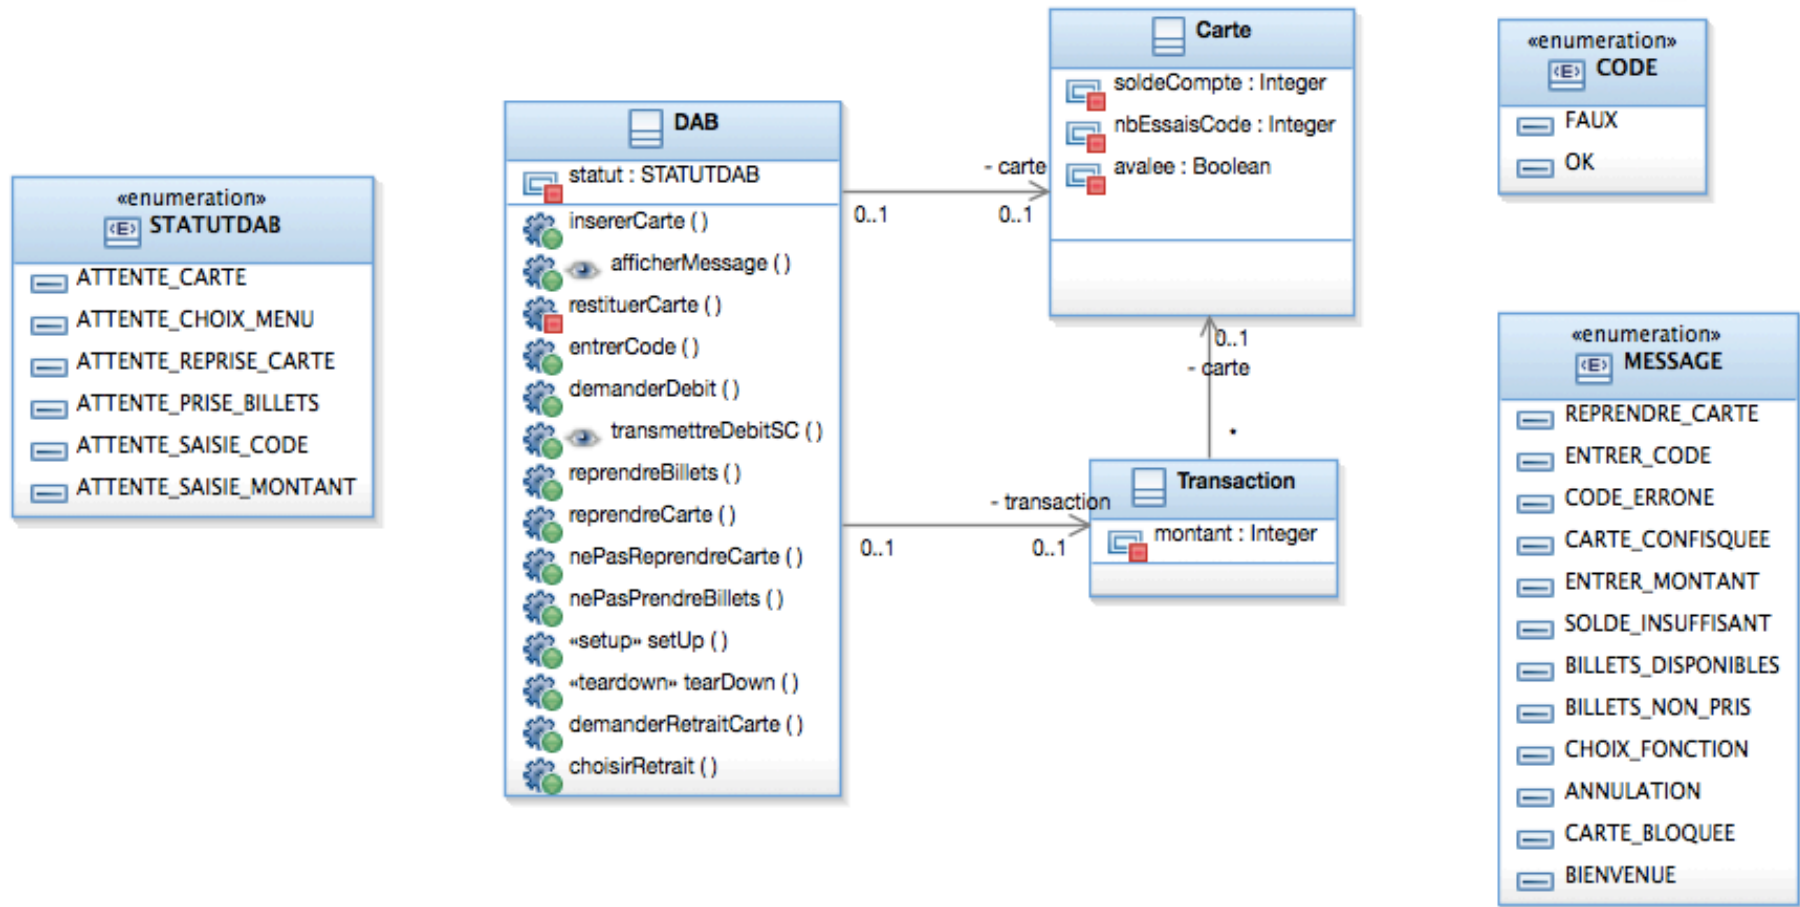 «enumeration»
<E> STATUTDAB
ATTENTE_CARTE
ATTENTE_CHOIX_MENU
ATTENTE_REPRISE_CARTE
ATTENTE_PRISE_BILLETS
ATTENTE_SAISIE_CODE
ATTENTE_SAISIE_MONTANT
DAB
statut : STATUTDAB
insererCarte ( )
afficherMessage ( )
restituerCarte ( )
entrerCode ( )
demanderDebit ( )
transmettreDebitSC ( )
reprendreBillets ( )
reprendreCarte ( )
nePasReprendreCarte ( )
nePasPrendreBillets ( )
«setup» setUp ( )
«teardown» tearDown ( )
demanderRetraitCarte ( )
choisirRetrait ( )
- carte
0..1
0..1
- transaction
0..1
0..1
Carte
soldeCompte : Integer
nbEssaisCode : Integer
avalee : Boolean
0..1
- carte
*
Transaction
montant : Integer
«enumeration»
<E> CODE
FAUX
OK
«enumeration»
<E> MESSAGE
REPRENDRE_CARTE
ENTRER_CODE
CODE_ERRONE
CARTE_CONFISQUEE
ENTRER_MONTANT
SOLDE_INSUFFISANT
BILLETS_DISPONIBLES
BILLETS_NON_PRIS
CHOIX_FONCTION
ANNULATION
CARTE_BLOQUEE
BIENVENUE